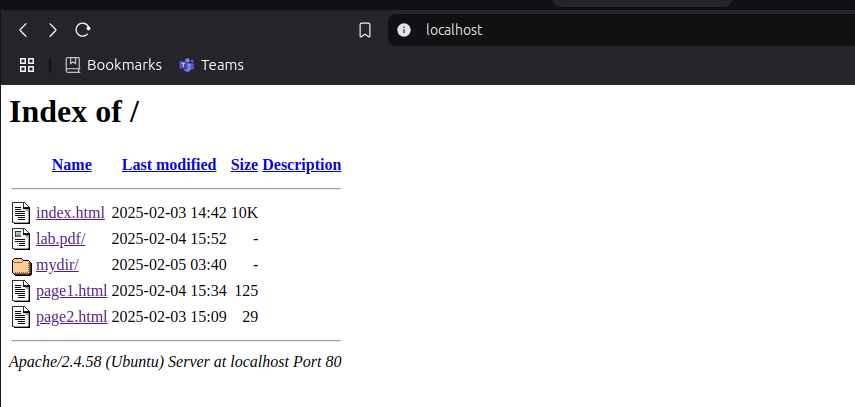 localhost
Bookmarks Teams
Index of /
Name Last modified Size Description
index.html 2025-02-03 14:42 10K
lab.pdf/ 2025-02-04 15:52 -
mydir/ 2025-02-05 03:40 -
page1.html 2025-02-04 15:34 125
page2.html 2025-02-03 15:09 29
Apache/2.4.58 (Ubuntu) Server at localhost Port 80